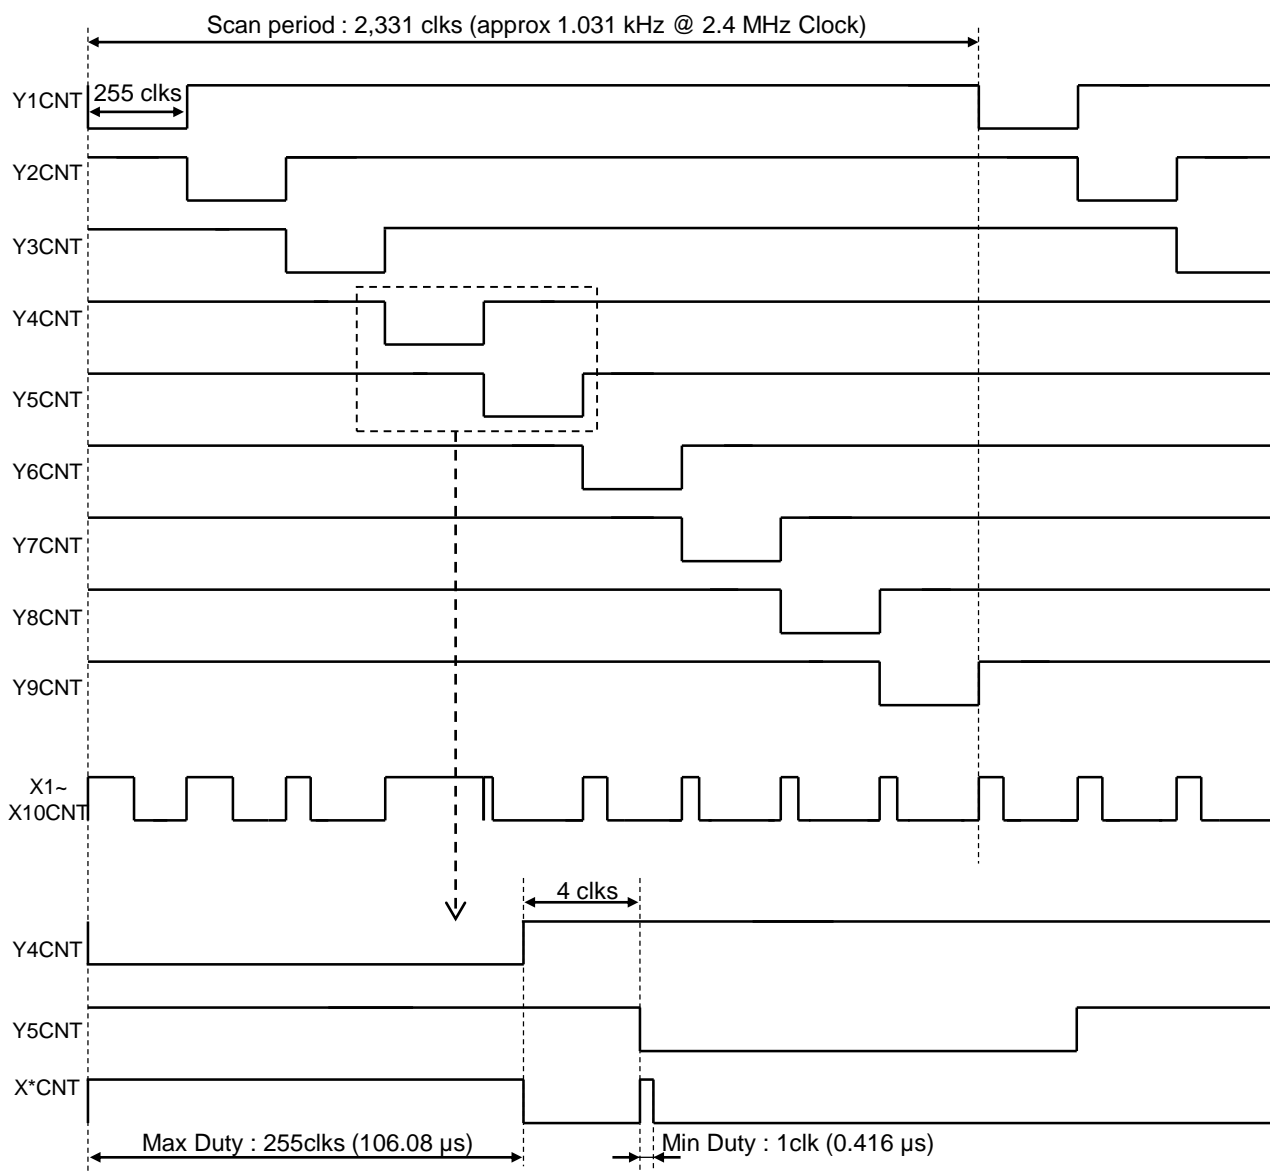 Scan period : 2,331 clks (approx 1.031 kHz @ 2.4 MHz Clock)
Y1CNT
255 clks
Y2CNT
Y3CNT
Y4CNT
Y5CNT
Y6CNT
Y7CNT
Y8CNT
Y9CNT
X1~
X10CNT
4 clks
Y4CNT
Y5CNT
X*CNT
Max Duty : 255clks (106.08 µs)
Min Duty : 1clk (0.416 µs)